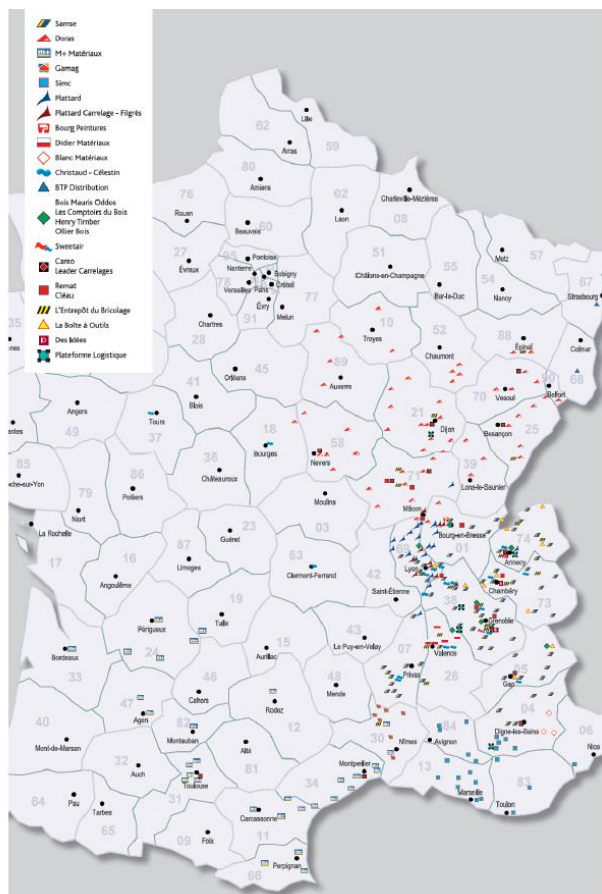 Samse
Doras
M+ Matériaux
Gamag
Simc
Plattard
Plattard Carrelage - Filgrès
Bourg Peintures
Didier Matériaux
Blanc Matériaux
Christaud - Célestin
BTP Distribution
Bois Mauris Oddos
Les Comptoirs du Bois
Henry Timber
Ollier Bois
Sweetair
Careo
Leader Carrelages
Remat
Cléau
L'Entrepôt du Bricolage
La Boîte à Outils
Des Idées
Plateforme Logistique
Lille
62
59
Arras
80
Amiens
02
Charleville-Mézières
76
Laon
08
Rouen
Beauvais
60
27
95
Pontoise
51
Metz
57
Évreux
Nanterre
Bobigny
Châlons-en-Champagne
55
54
67
78
Paris
Créteil
Versailles
Bar-le-Duc
Nancy
Strasbourg
Évry
77
91
Melun
35
Chartres
10
Troyes
52
88
28
Chaumont
Épinal
Colmar
45
89
68
Orléans
Auxerre
70
90
41
Vesoul
Belfort
Angers
Blois
21
49
Tours
18
Dijon
Besançon
25
37
Bourges
58
36
Nevers
39
85
86
Châteauroux
71
Lons-le-Saunier
79
Poitiers
Moulins
Niort
03
Mâcon
La Rochelle
23
Bourg-en-Bresse
74
87
Guéret
69
01
Annecy
17
16
Limoges
63
Lyon
Angoulême
Clermont-Ferrand
42
Chambéry
Saint-Étienne
73
19
38
Périgueux
Tulle
Grenoble
43
15
Le Puy-en-Velay
Valence
24
Bordeaux
Aurillac
07
33
Privas
26
05
46
48
Gap
47
Cahors
Mende
Rodez
04
Agen
82
30
84
Digne-les-Bains
06
40
Montauban
12
Mont-de-Marsan
Albi
Nîmes
Avignon
Nice
32
Montpellier
Auch
81
13
Toulouse
34
83
64
Pau
31
Marseille
Toulon
Tarbes
Carcassonne
65
09
Foix
11
Perpignan
66